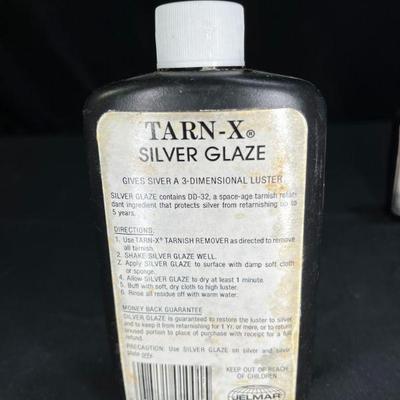 TARN-X®
SILVER GLAZE
GIVES SIVER A 3-DIMENSIONAL LUSTER
SILVER GLAZE contains DD-32, a space-age tarnish retar-
dant ingredient that protects silver from retarnishing up to
5 years.
DIRECTIONS:
1. Use TARN-X® TARNISH REMOVER as directed to remove
all tarnish.
2. SHAKE SILVER GLAZE WELL.
2. Apply SILVER GLAZE to surface with damp soft cloth
or sponge.
4. Allow SILVER GLAZE to dry at least 1 minute.
5. Buff with soft, dry cloth to high luster.
6. Rinse all residue off with warm water.
MONEY BACK GUARANTEE
SILVER GLAZE is guaranteed to restore the luster to silver
and to keep it from retarnishing for 1 Yr. or more, or to return
unused portion to place of purchase with receipt for a full
refund.
PRECAUTION: Use SILVER GLAZE on silver and silver
plate only.
KEEP OUT OF REACH
OF CHILDREN
JELMAR